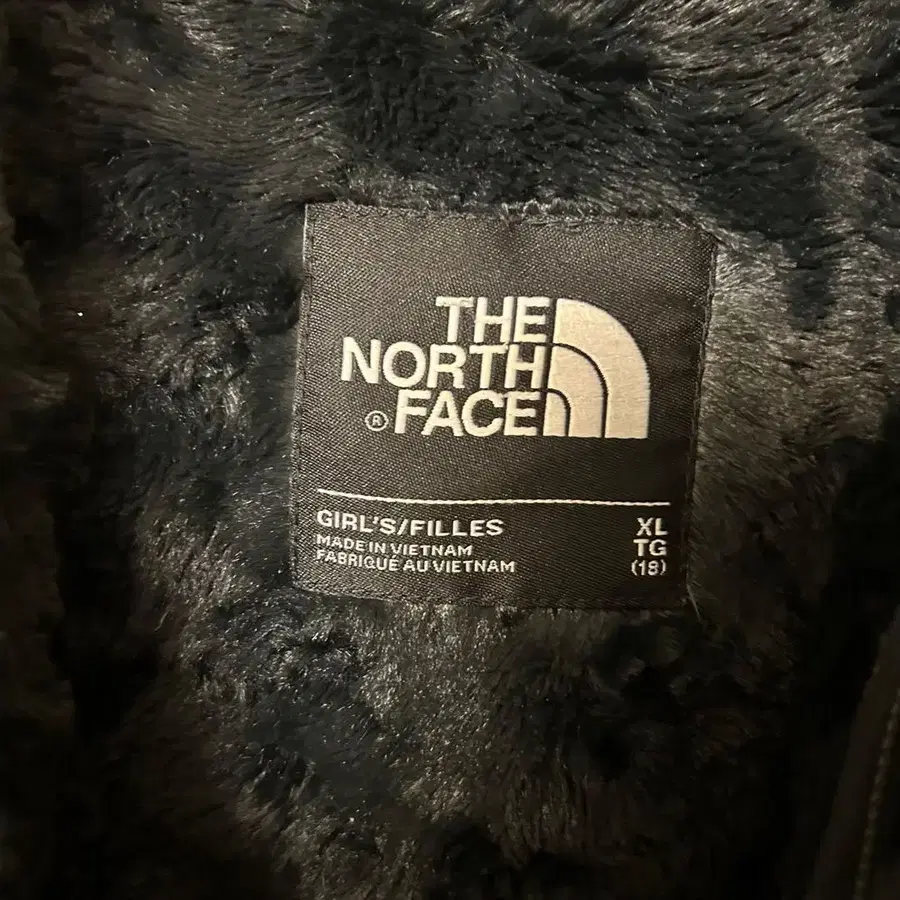 THE
NORTH
® FACE
GIRL'S/FILLES
MADE IN VIETNAM
FABRIQUÉ AU VIETNAM
XL
TG
(18)